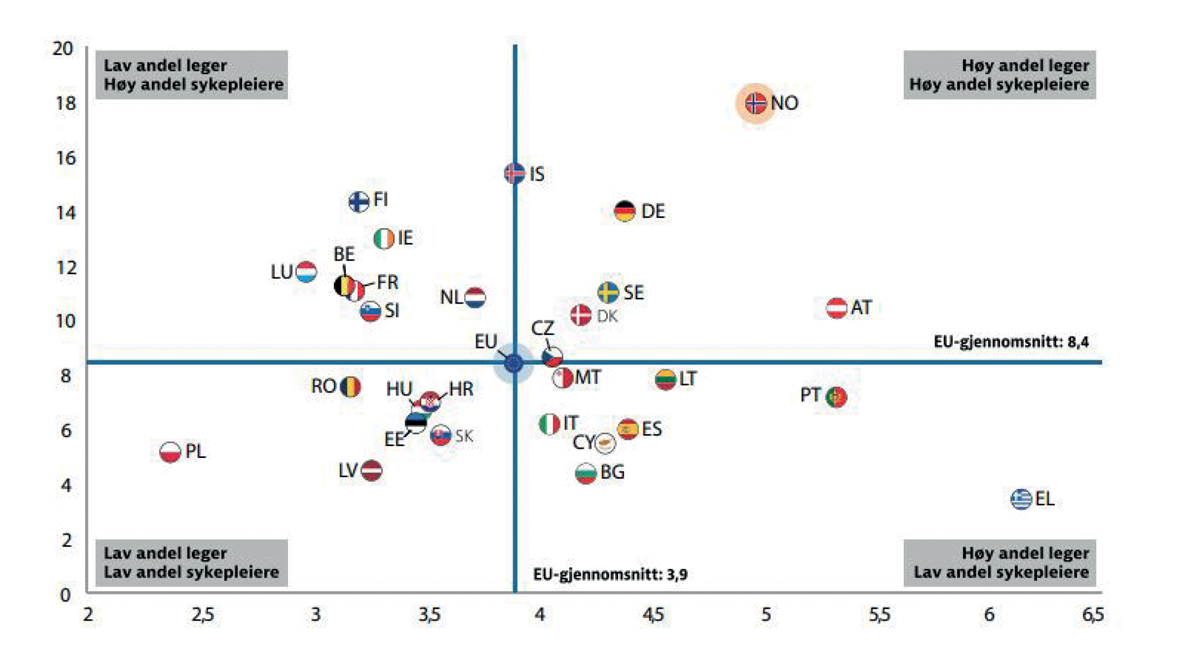 20
Lav andel leger
Høy andel sykepleiere
Høy andel leger
Høy andel sykepleiere
18
NO
16
IS
14
FI
DE
IE
12
BE
LU
FR
NL
SE
10
SI
DK
AT
CZ
EU
EU-gjennomsnitt: 8,4
8
RO
HU
HR
MT
LT
PT
6
EE
SK
IT
CY
ES
PL
4
LV
BG
EL
2
Lav andel leger
Lav andel sykepleiere
Høy andel leger
Lav andel sykepleiere
EU-gjennomsnitt: 3,9
0
2
2,5
3
3,5
4
4,5
5
5,5
6
6,5